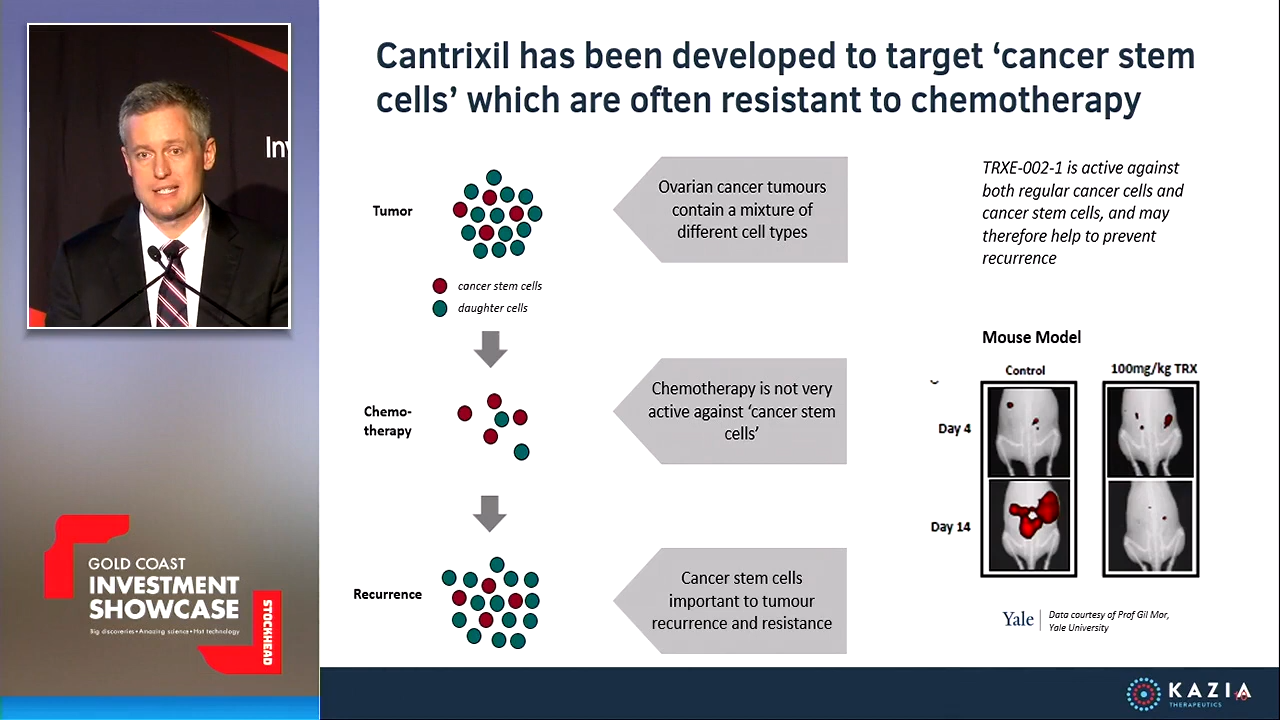 Cantrixil has been developed to target ‘cancer stem
cells’ which are often resistant to chemotherapy
Inv
Tumor
Ovarian cancer tumours
contain a mixture of
different cell types
TRXE-002-1 is active against
both regular cancer cells and
cancer stem cells, and may
therefore help to prevent
recurrence
cancer stem cells
daughter cells
Mouse Model
Control
100mg/kg TRX
Chemo-
therapy
Chemotherapy is not very
active against ‘cancer stem
cells’
Day 4
Day 14
Recurrence
Cancer stem cells
important to tumour
recurrence and resistance
Yale
Data courtesy of Prof Gil Mor,
Yale University
GOLD COAST
INVESTMENT
SHOWCASE
Big discoveries • Amazing science • Hot technology
STOCKHEAD
KAZIA
THERAPEUTICS